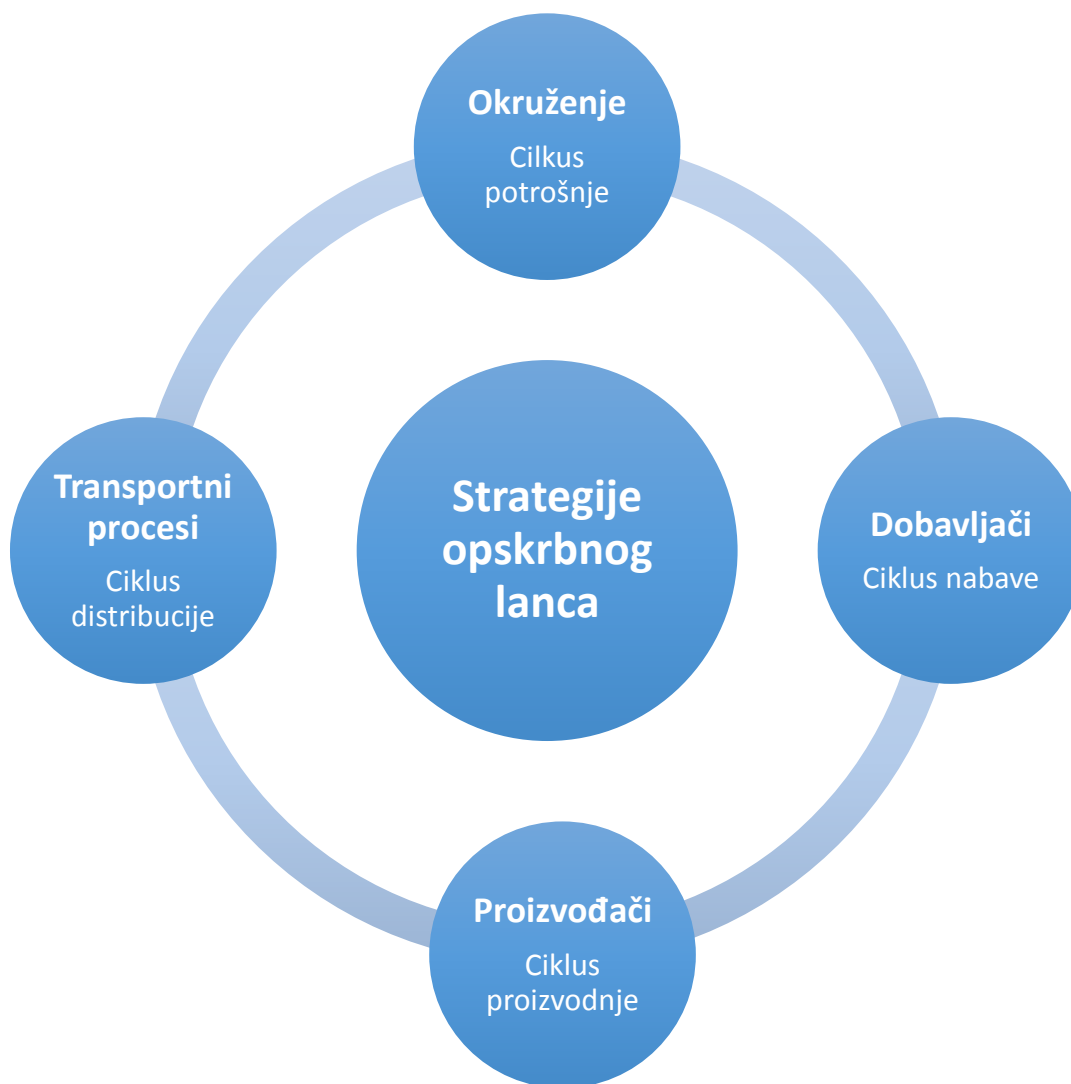 Okruženje
Cilkus
potrošnje
Transportni
procesi
Ciklus
distribucije
Strategije
opskrbnog
lanca
Dobavljači
Ciklus nabave
Proizvođači
Ciklus
proizvodnje